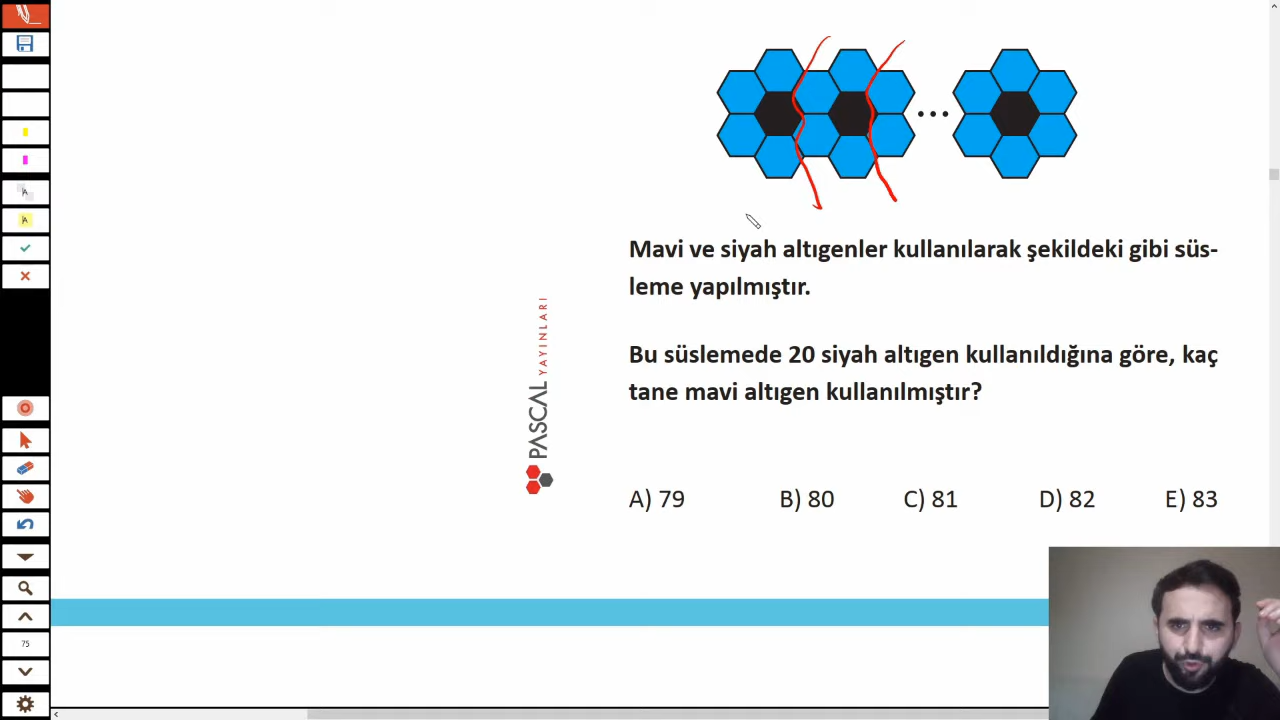 Mavi ve siyah altıgenler kullanılarak şekildeki gibi süs-
leme yapılmıştır.
Bu süslemede 20 siyah altıgen kullanıldığına göre, kaç
tane mavi altıgen kullanılmıştır?
A) 79 B) 80 C) 81 D) 82 E) 83
PASCAL YAYINLARI
A
A
75